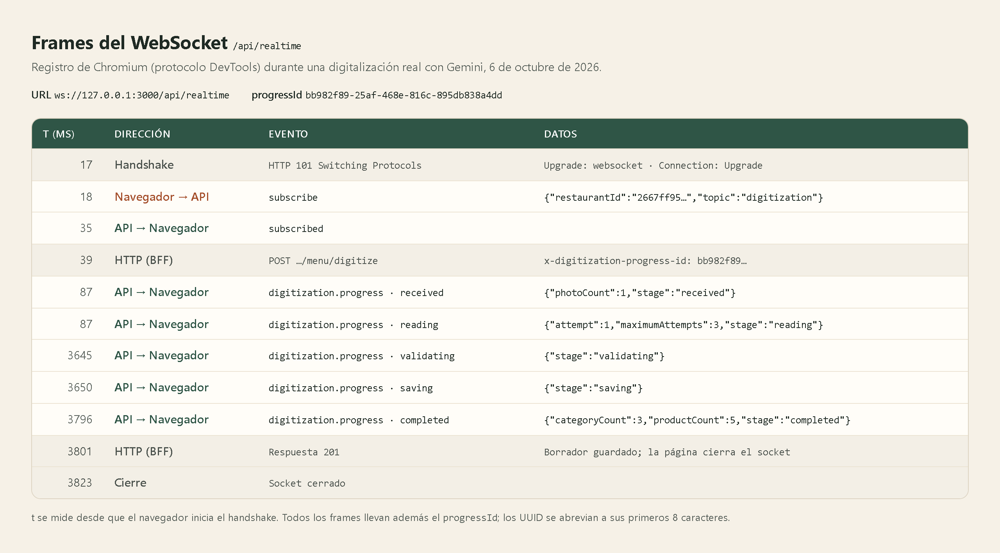 Frames del WebSocket /api/realtime
Registro de Chromium (protocolo DevTools) durante una digitalización real con Gemini, 6 de octubre de 2026.
URL ws://127.0.0.1:3000/api/realtime progressId bb982f89-25af-468e-816c-895db838a4dd
T (MS) DIRECCIÓN EVENTO DATOS
17 Handshake HTTP 101 Switching Protocols Upgrade: websocket · Connection: Upgrade
18 Navegador → API subscribe {"restaurantId":"2667ff95…","topic":"digitization"}
35 API → Navegador subscribed
39 HTTP (BFF) POST …/menu/digitize x-digitization-progress-id: bb982f89…
87 API → Navegador digitization.progress · received {"photoCount":1,"stage":"received"}
87 API → Navegador digitization.progress · reading {"attempt":1,"maximumAttempts":3,"stage":"reading"}
3645 API → Navegador digitization.progress · validating {"stage":"validating"}
3650 API → Navegador digitization.progress · saving {"stage":"saving"}
3796 API → Navegador digitization.progress · completed {"categoryCount":3,"productCount":5,"stage":"completed"}
3801 HTTP (BFF) Respuesta 201 Borrador guardado; la página cierra el socket
3823 Cierre Socket cerrado
t se mide desde que el navegador inicia el handshake. Todos los frames llevan además el progressId; los UUID se abrevian a sus primeros 8 caracteres.